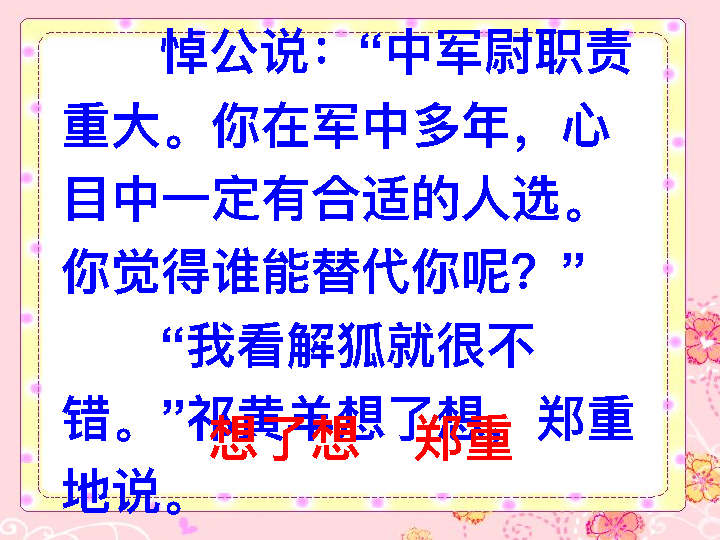 悼公说：“中军尉职责
重大。你在军中多年，心
目中一定有合适的人选。
你觉得谁能替代你呢？”
“我看解狐就很不
错。”祁黄羊想了想，郑重
想了想 郑重
地说。